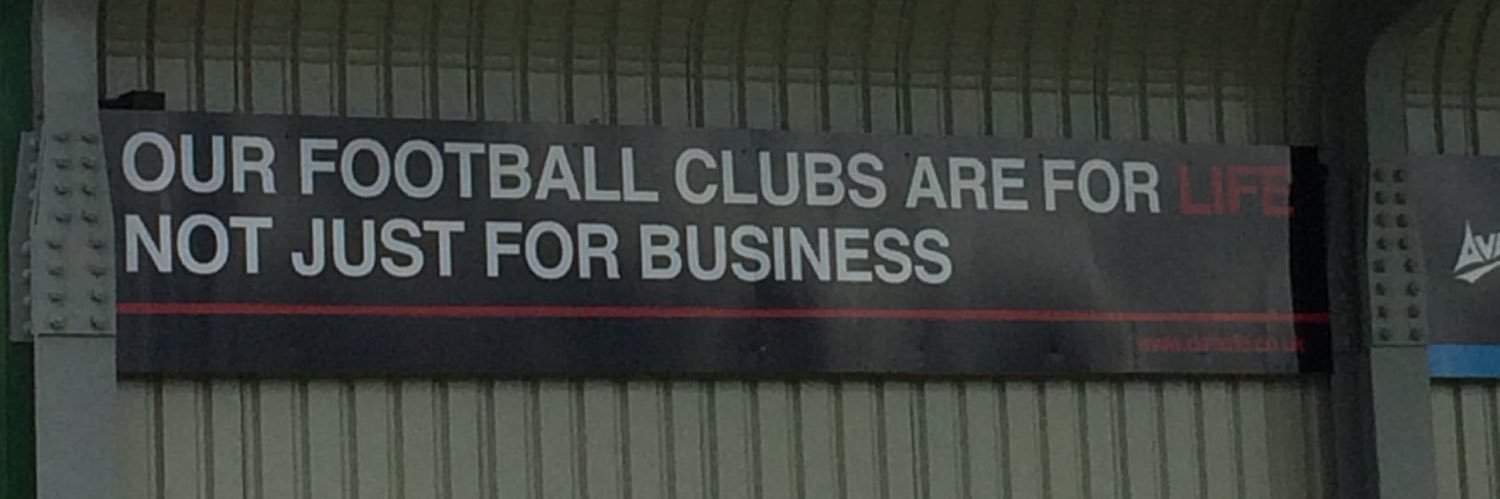 OUR FOOTBALL CLUBS ARE FOR LIFE
NOT JUST FOR BUSINESS